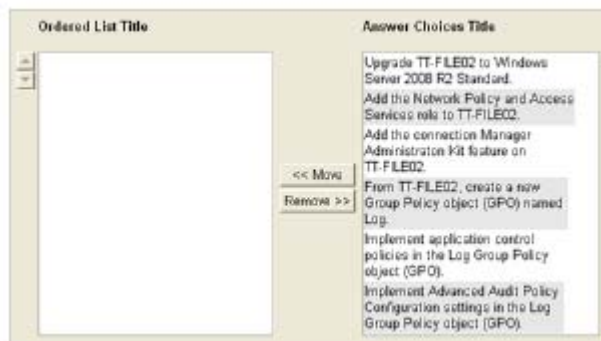 Ordered List Title
Answer Choices Title
Upgrade TT-FILE02 to Windows
Server 2008 R2 Standard.
Add the Network Policy and Access
Services role to TT-FILE02.
Add the connection Manager
Administraton Kit feature on
TT-FILE02.
<< Move
Remove >>
From TT-FILE02, create a new
Group Policy object (GPO) named
Log.
Implement application control
policies in the Log Group Policy
object (GPO).
Implement Advanced Audit Policy
Configuration settings in the Log
Group Policy object (GPO).